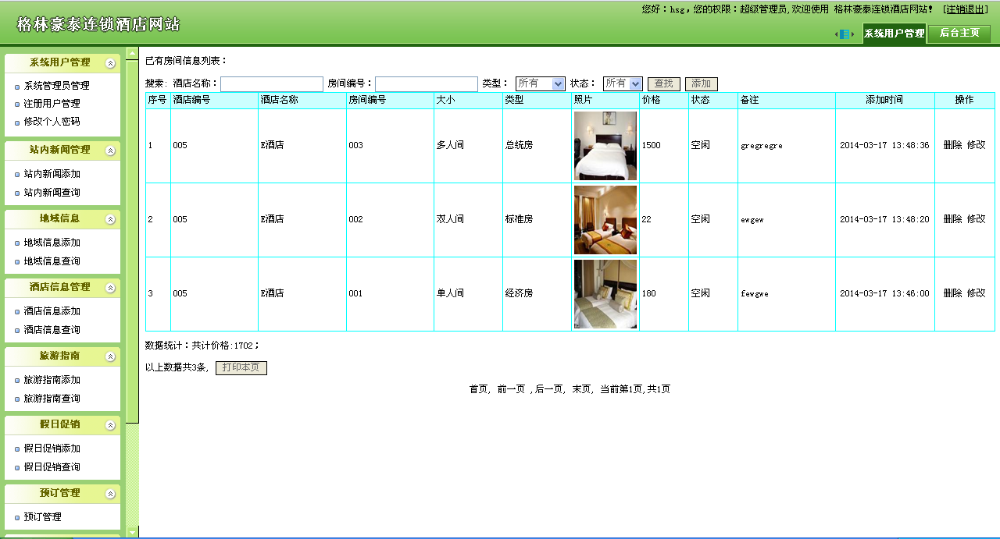 您好：hsg，您的权限：超级管理员,欢迎使用 格林豪泰连锁酒店网站！ [注销退出]
格林豪泰连锁酒店网站
系统用户管理 后台主页
系统用户管理
系统管理员管理
注册用户管理
修改个人密码
站内新闻管理
站内新闻添加
站内新闻查询
地域信息
地域信息添加
地域信息查询
酒店信息管理
酒店信息添加
酒店信息查询
旅游指南
旅游指南添加
旅游指南查询
假日促销
假日促销添加
假日促销查询
预订管理
预订管理
已有房间信息列表：
搜索: 酒店名称： 房间编号： 类型： 所有 状态： 所有 查找 添加
序号 酒店编号 酒店名称 房间编号 大小 类型 照片 价格 状态 备注 添加时间 操作
1 005 E酒店 003 多人间 总统房 1500 空闲 gregregre 2014-03-17 13:48:36 删除 修改
2 005 E酒店 002 双人间 标准房 22 空闲 ewgew 2014-03-17 13:48:20 删除 修改
3 005 E酒店 001 单人间 经济房 180 空闲 fewgwe 2014-03-17 13:46:00 删除 修改
数据统计：共计价格:1702；
以上数据共3条, 打印本页
首页, 前一页 ,后一页, 末页, 当前第1页,共1页